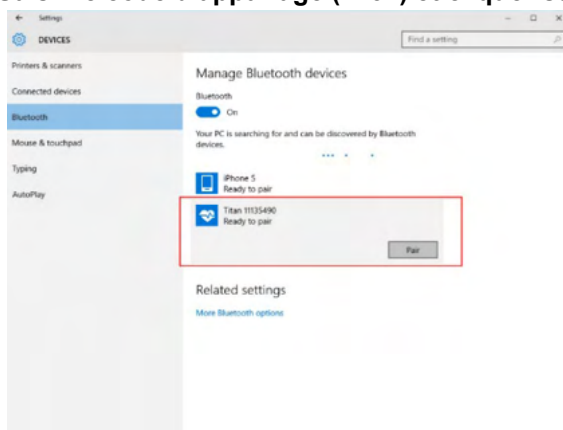 Settings
DEVICES
Find a setting
Printers & scanners
Connected devices
Bluetooth
Mouse & touchpad
Typing
AutoPlay
Manage Bluetooth devices
Bluetooth
On
Your PC is searching for and can be discovered by Bluetooth
devices.
iPhone 5
Ready to pair
Titan 11135490
Ready to pair
Pair
Related settings
More Bluetooth options